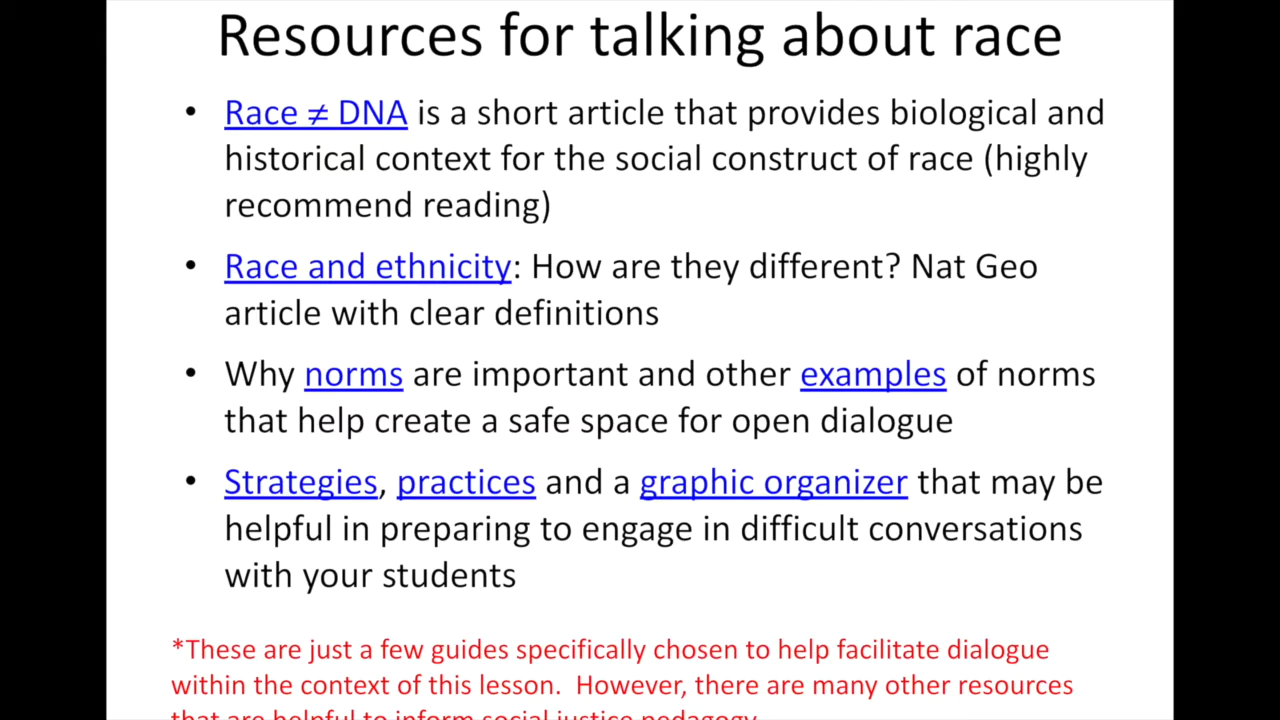 Resources for talking about race
• Race ≠ DNA is a short article that provides biological and
historical context for the social construct of race (highly
recommend reading)
• Race and ethnicity: How are they different? Nat Geo
article with clear definitions
• Why norms are important and other examples of norms
that help create a safe space for open dialogue
• Strategies, practices and a graphic organizer that may be
helpful in preparing to engage in difficult conversations
with your students
*These are just a few guides specifically chosen to help facilitate dialogue
within the context of this lesson.  However, there are many other resources
that are helpful to inform social justice pedagogy